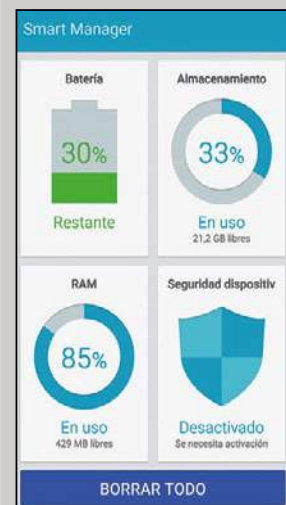 Smart Manager
Batería
30%
Restante
Almacenamiento
33%
En uso
21,2 GB libres
RAM
85%
En uso
429 MB libres
Seguridad dispositiv
Desactivado
Se necesita activación
BORRAR TODO